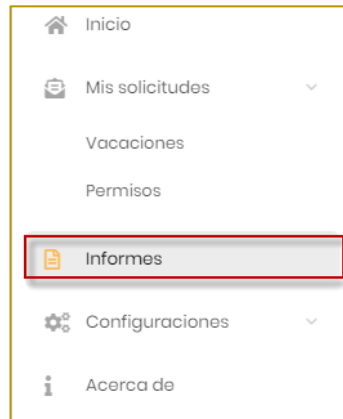 Inicio
Mis solicitudes
Vacaciones
Permisos
Informes
Configuraciones
Acerca de